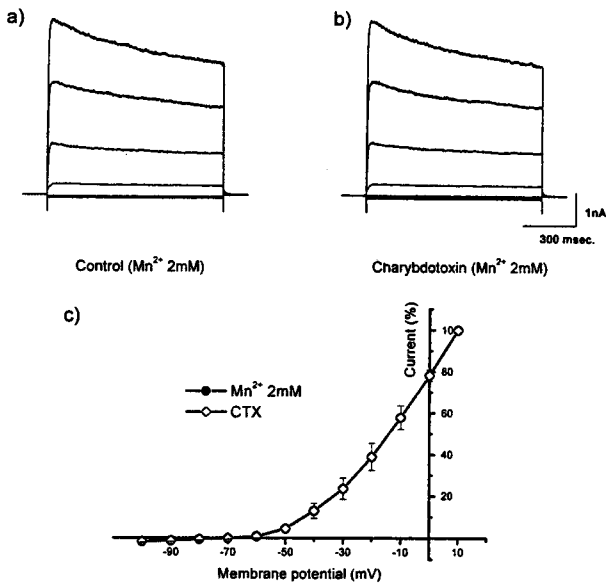 a)
b)
1nA
300 msec.
Control (Mn²⁺ 2mM)
Charybdotoxin (Mn²⁺ 2mM)
c)
Current (%)
100
80
60
40
20
Mn²⁺ 2mM
CTX
-90 -70 -50 -30 -10 10
Membrane potential (mV)